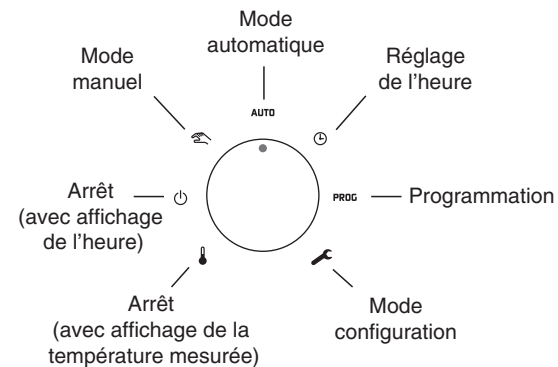 Mode
automatique
Mode
manuel
Réglage
de l'heure
AUTO
Arrêt
(avec affichage
de l'heure)
PROG
Programmation
Arrêt
(avec affichage de la
température mesurée)
Mode
configuration